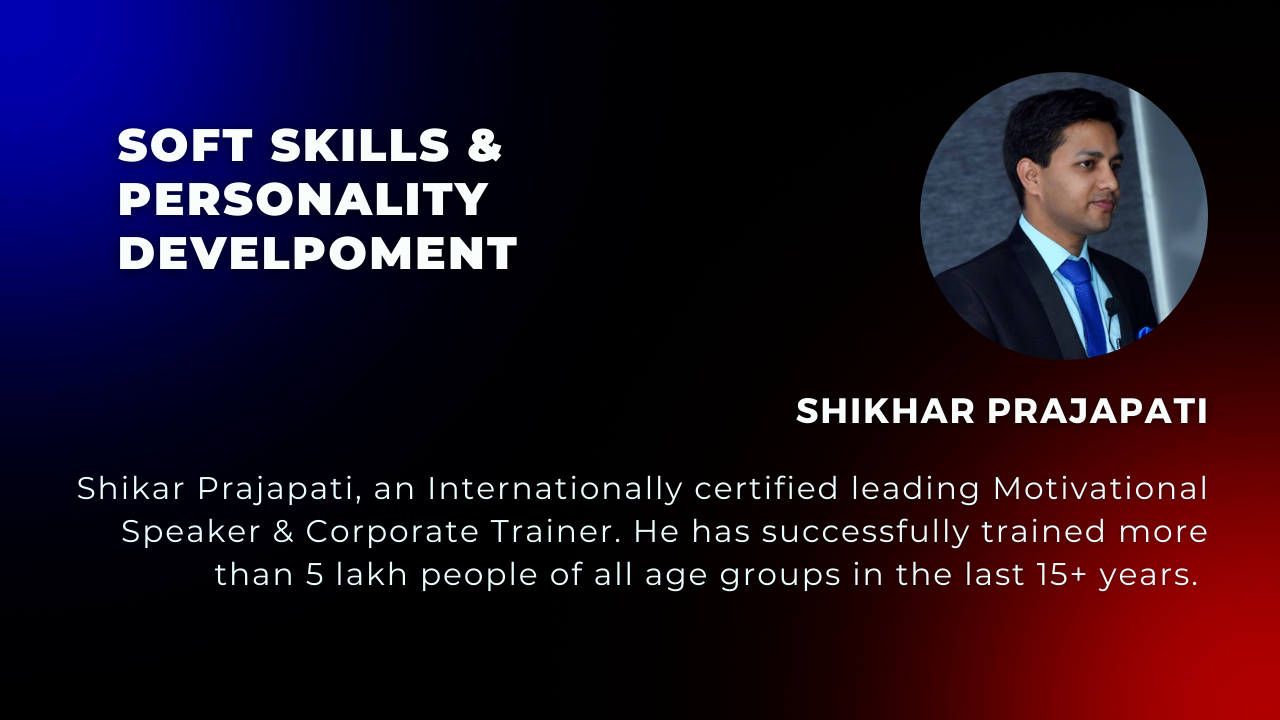 SOFT SKILLS &
PERSONALITY
DEVELPOMENT
SHIKHAR PRAJAPATI
Shikar Prajapati, an Internationally certified leading Motivational
Speaker & Corporate Trainer. He has successfully trained more
than 5 lakh people of all age groups in the last 15+ years.